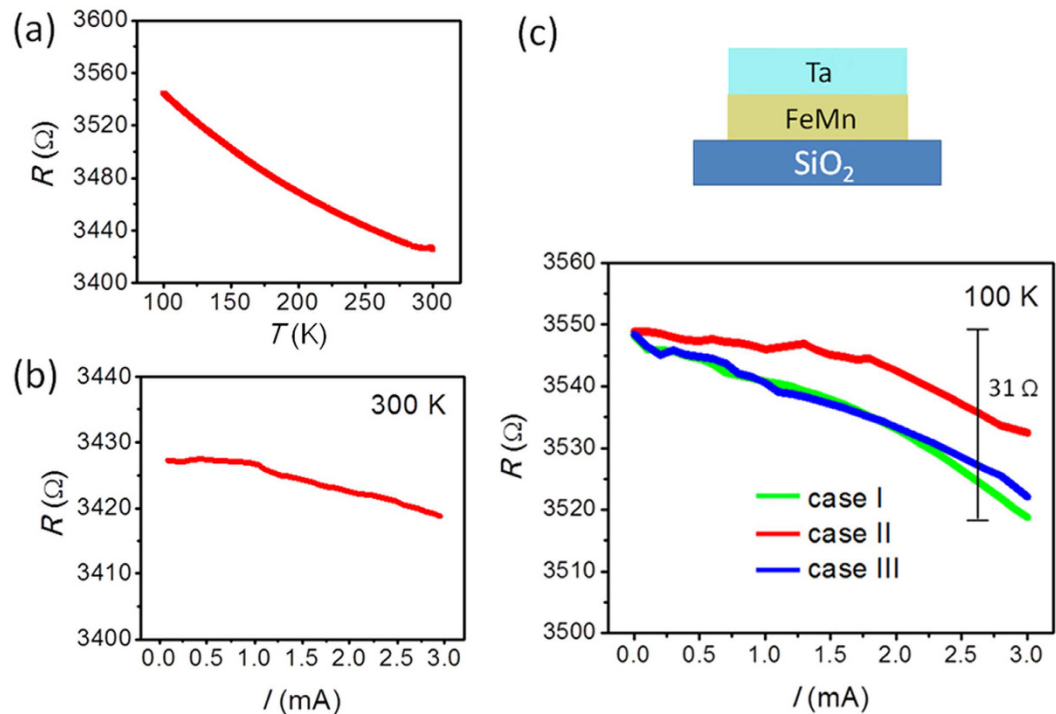 (a)
3600
3560
3520
3480
3440
3400
R (Ω)
100 150 200 250 300
T (K)
(b)
300 K
3440
3430
3420
3410
3400
R (Ω)
0.0 0.5 1.0 1.5 2.0 2.5 3.0
I (mA)
(c)
Ta
FeMn
SiO₂
100 K
31 Ω
3560
3550
3540
3530
3520
3510
3500
R (Ω)
case I
case II
case III
0.0 0.5 1.0 1.5 2.0 2.5 3.0
I (mA)